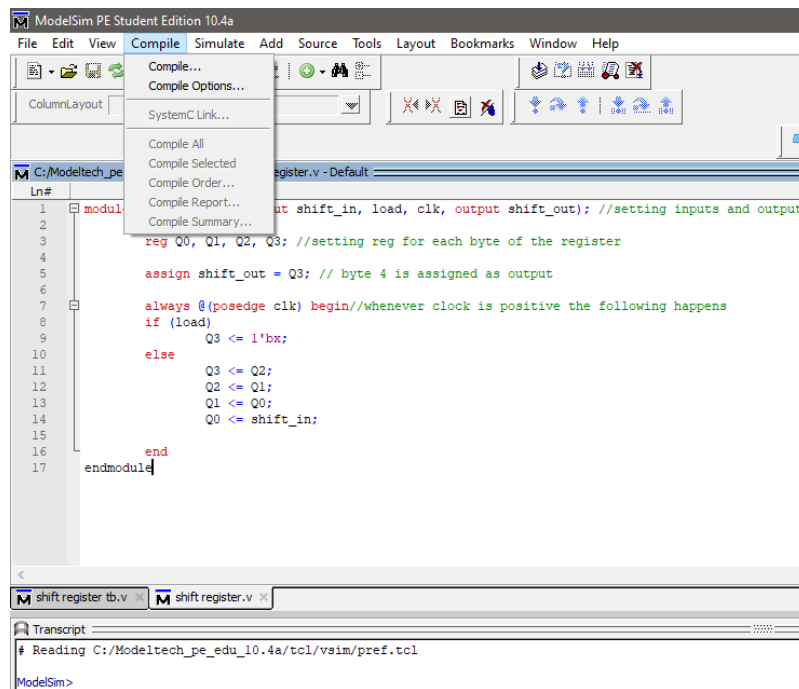 ModelSim PE Student Edition 10.4a
File Edit View Compile Simulate Add Source Tools Layout Bookmarks Window Help
Compile...
Compile Options...
SystemC Link...
Compile All
Compile Selected
Compile Order...
Compile Report...
Compile Summary...
ColumnLayout
C:/Modeltech_pe egister.v - Default
Ln#
1 modul ut shift_in, load, clk, output shift_out); //setting inputs and output
2
3 reg Q0, Q1, Q2, Q3; //setting reg for each byte of the register
4
5 assign shift_out = Q3; // byte 4 is assigned as output
6
7 always @(posedge clk) begin//whenever clock is positive the following happens
8 if (load)
9 Q3 <= 1'bx;
10 else
11 Q3 <= Q2;
12 Q2 <= Q1;
13 Q1 <= Q0;
14 Q0 <= shift_in;
15
16 end
17 endmodule
shift register tb.v shift register.v
Transcript
# Reading C:/Modeltech_pe_edu_10.4a/tcl/vsim/pref.tcl
ModelSim>